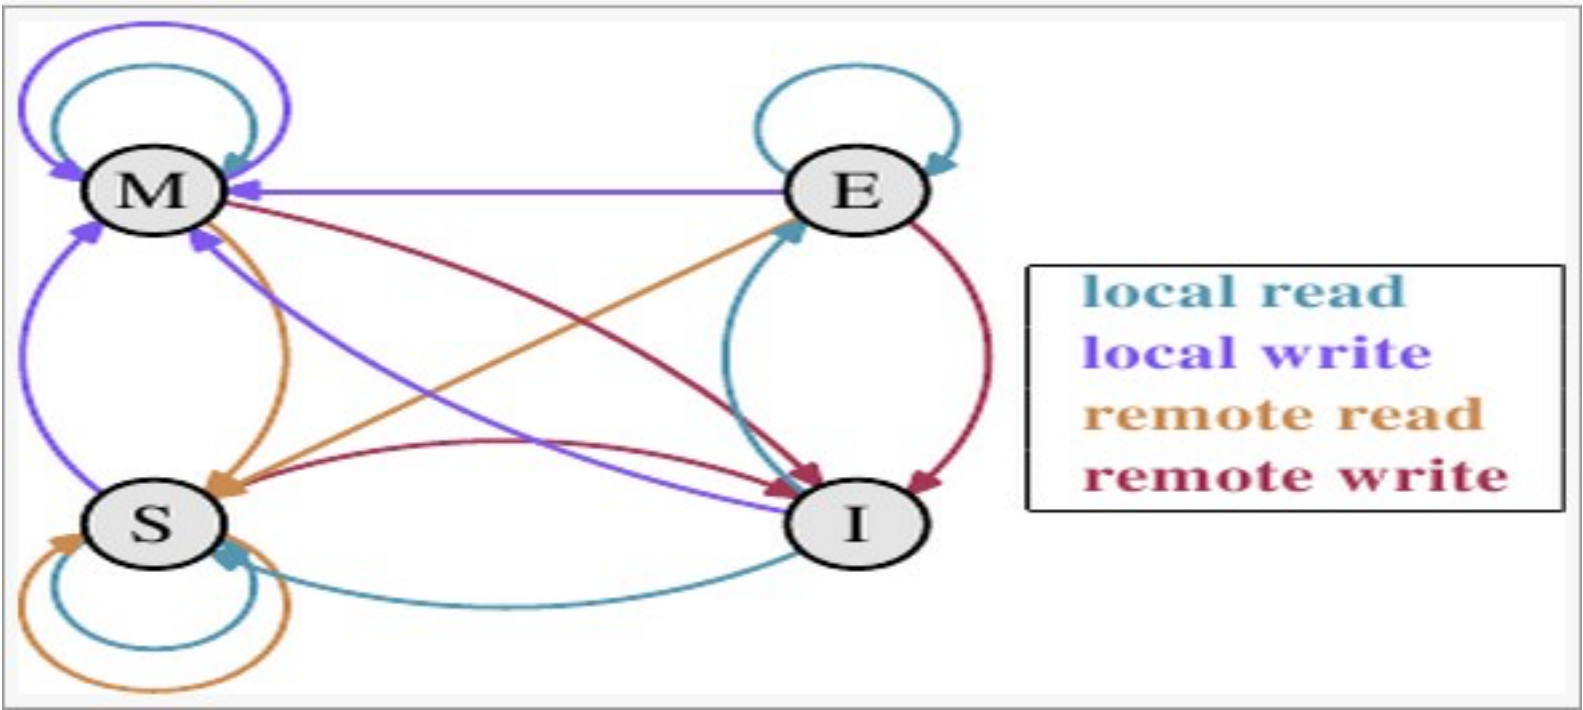 M
E
S
I
local read
local write
remote read
remote write